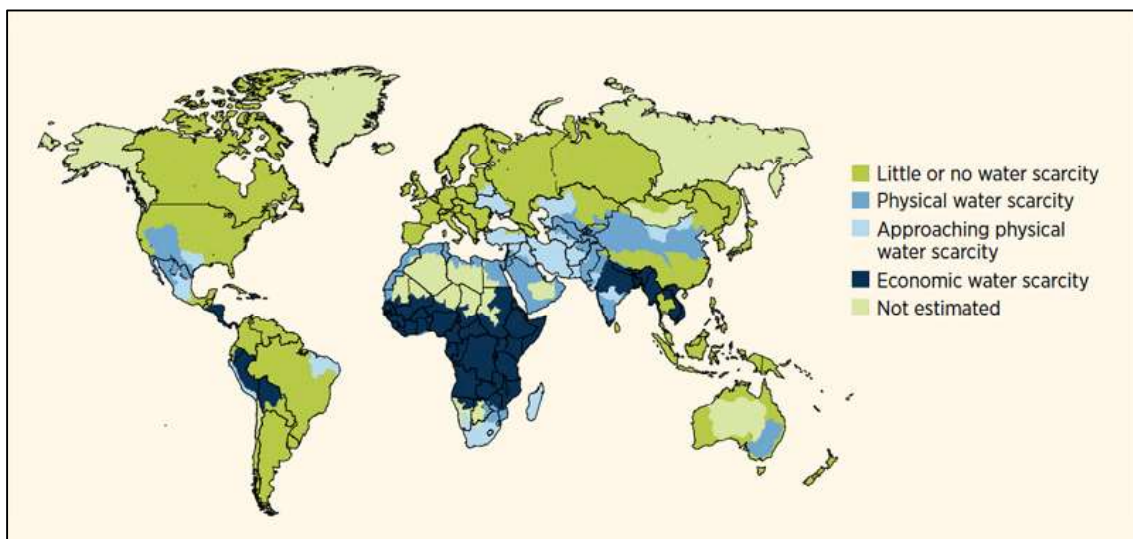 Little or no water scarcity
Physical water scarcity
Approaching physical
water scarcity
Economic water scarcity
Not estimated